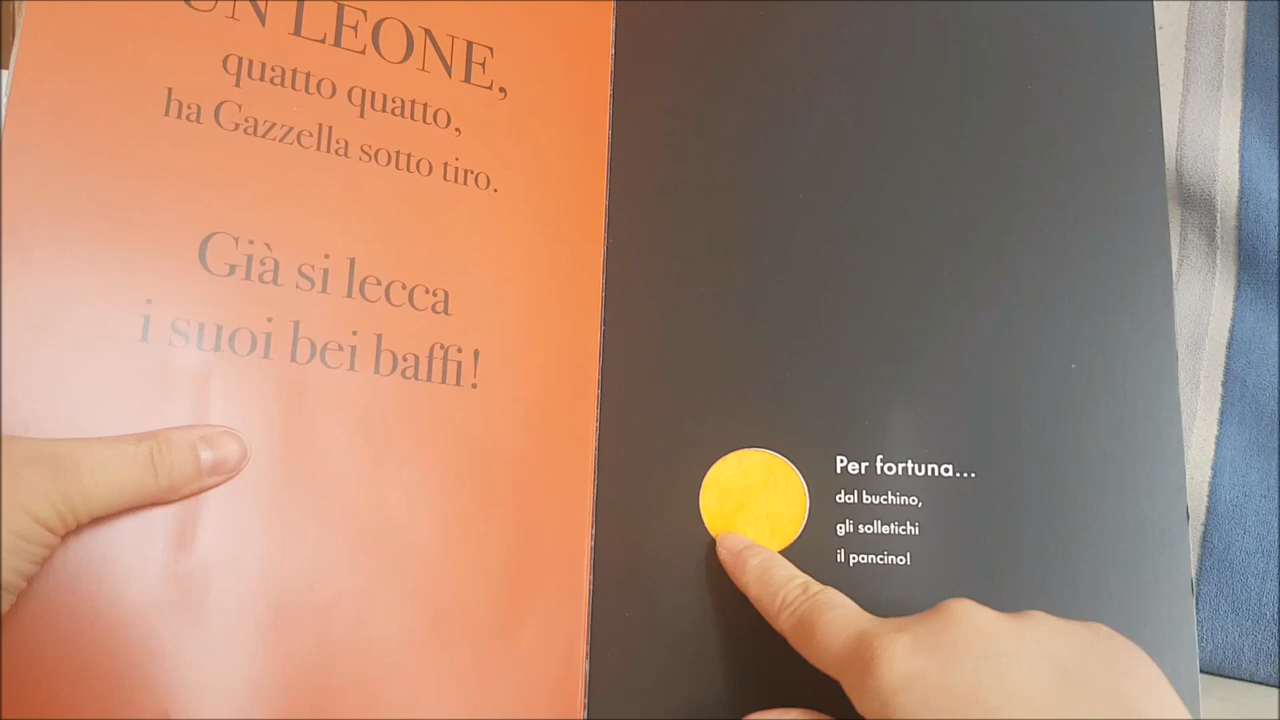 UN LEONE,
quatto quatto,
ha Gazzella sotto tiro.
Già si lecca
i suoi bei baffi!
Per fortuna...
dal buchino,
gli solletichi
il pancino!